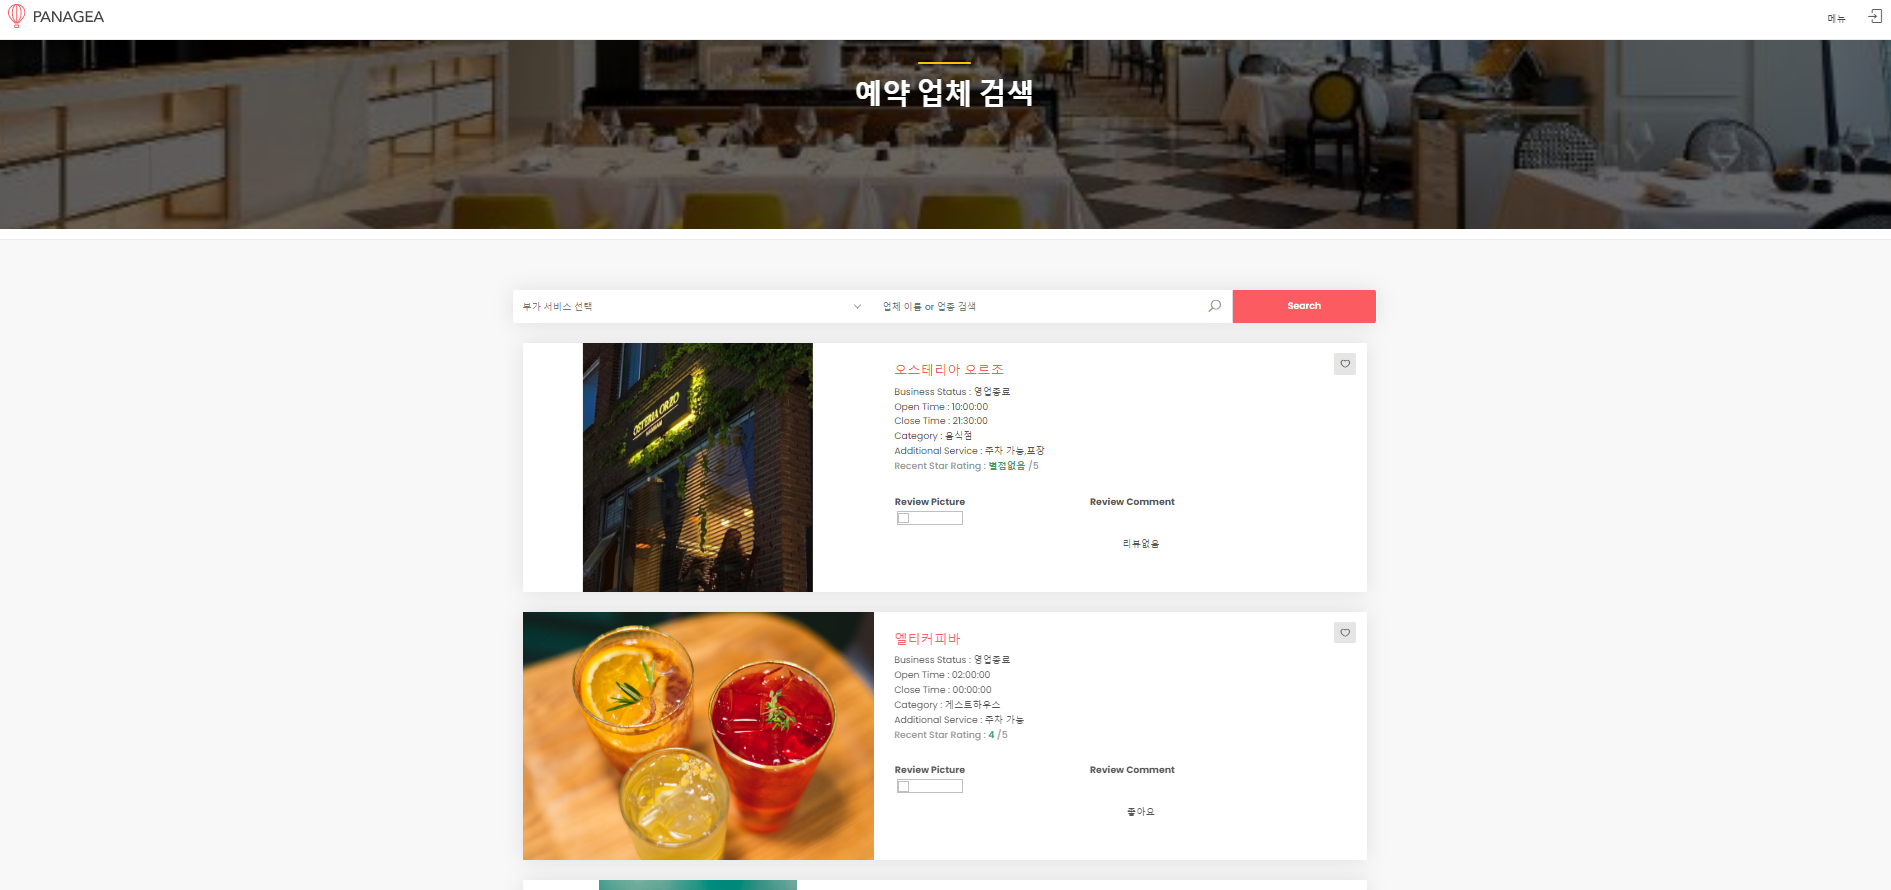 PANAGEA
메뉴
예약 업체 검색
부가 서비스 선택
업체 이름 or 업종 검색
Search
OSTERIA ORZO
오스테리아 오르조
Business Status : 영업종료
Open Time : 10:00:00
Close Time : 21:30:00
Category : 음식점
Additional Service : 주차 가능,포장
Recent Star Rating : 별점없음 /5
Review Picture
Review Comment
리뷰없음
엘티커피바
Business Status : 영업종료
Open Time : 02:00:00
Close Time : 00:00:00
Category : 게스트하우스
Additional Service : 주차 가능
Recent Star Rating : 4 /5
Review Picture
Review Comment
좋아요